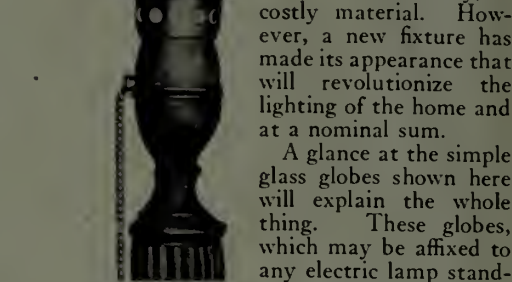 costly material. How-
ever, a new fixture has
made its appearance that
will revolutionize the
lighting of the home and
at a nominal sum.
A glance at the simple
glass globes shown here
will explain the whole
thing. These globes,
which may be affixed to
any electric lamp stand-